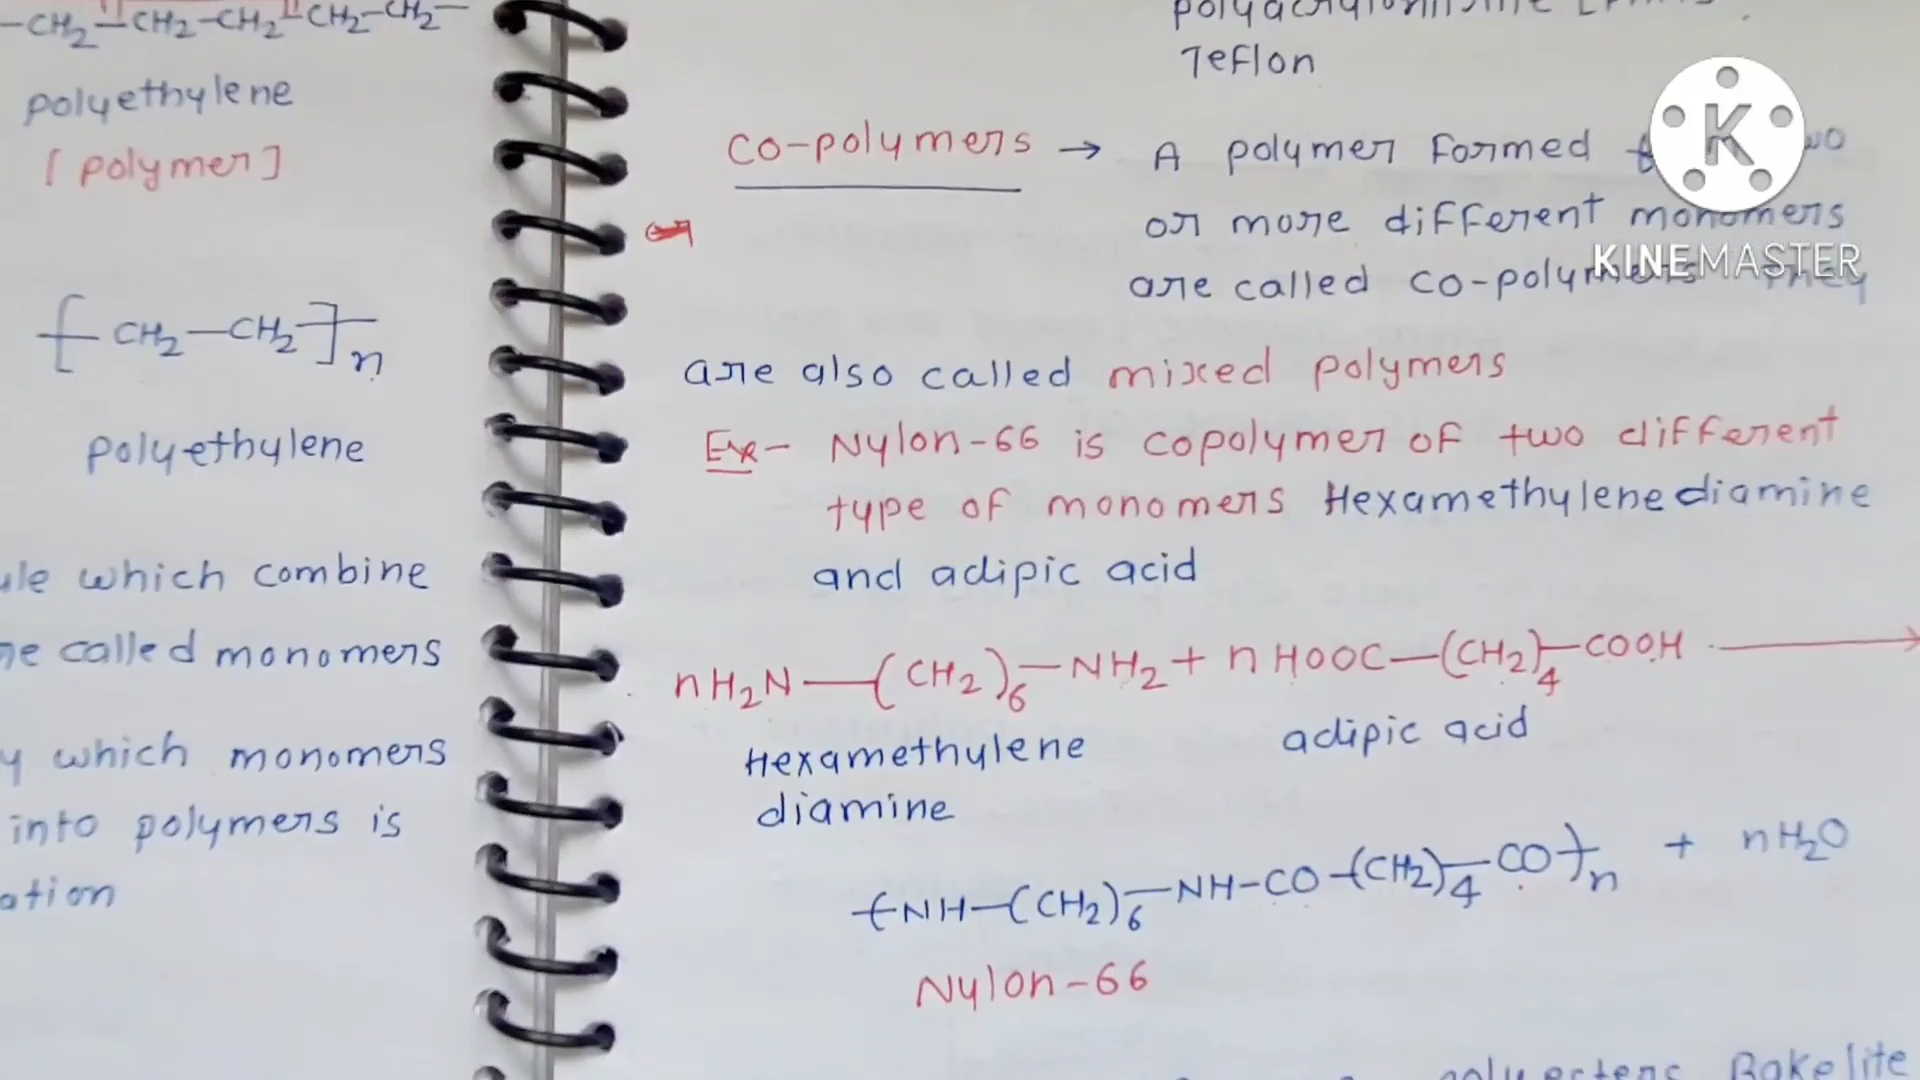 -CH2-CH2-CH2-CH2-CH2-
polyethylene
[polymer]
[-CH2-CH2-]n
polyethylene
which combine
called monomers
which monomers
into polymers is
Teflon
Co-polymers → A polymer formed
or more different monomers
are called co-polymers They
are also called mixed polymers
Ex- Nylon-66 is copolymer of two different
type of monomers Hexamethylenediamine
and adipic acid
nH2N-(CH2)6-NH2 + nHOOC-(CH2)4-COOH →
Hexamethylene
diamine
adipic acid
(-NH-(CH2)6-NH-CO-(CH2)4-CO-)n + nH2O
Nylon-66
Bakelite
K
KINEMASTER